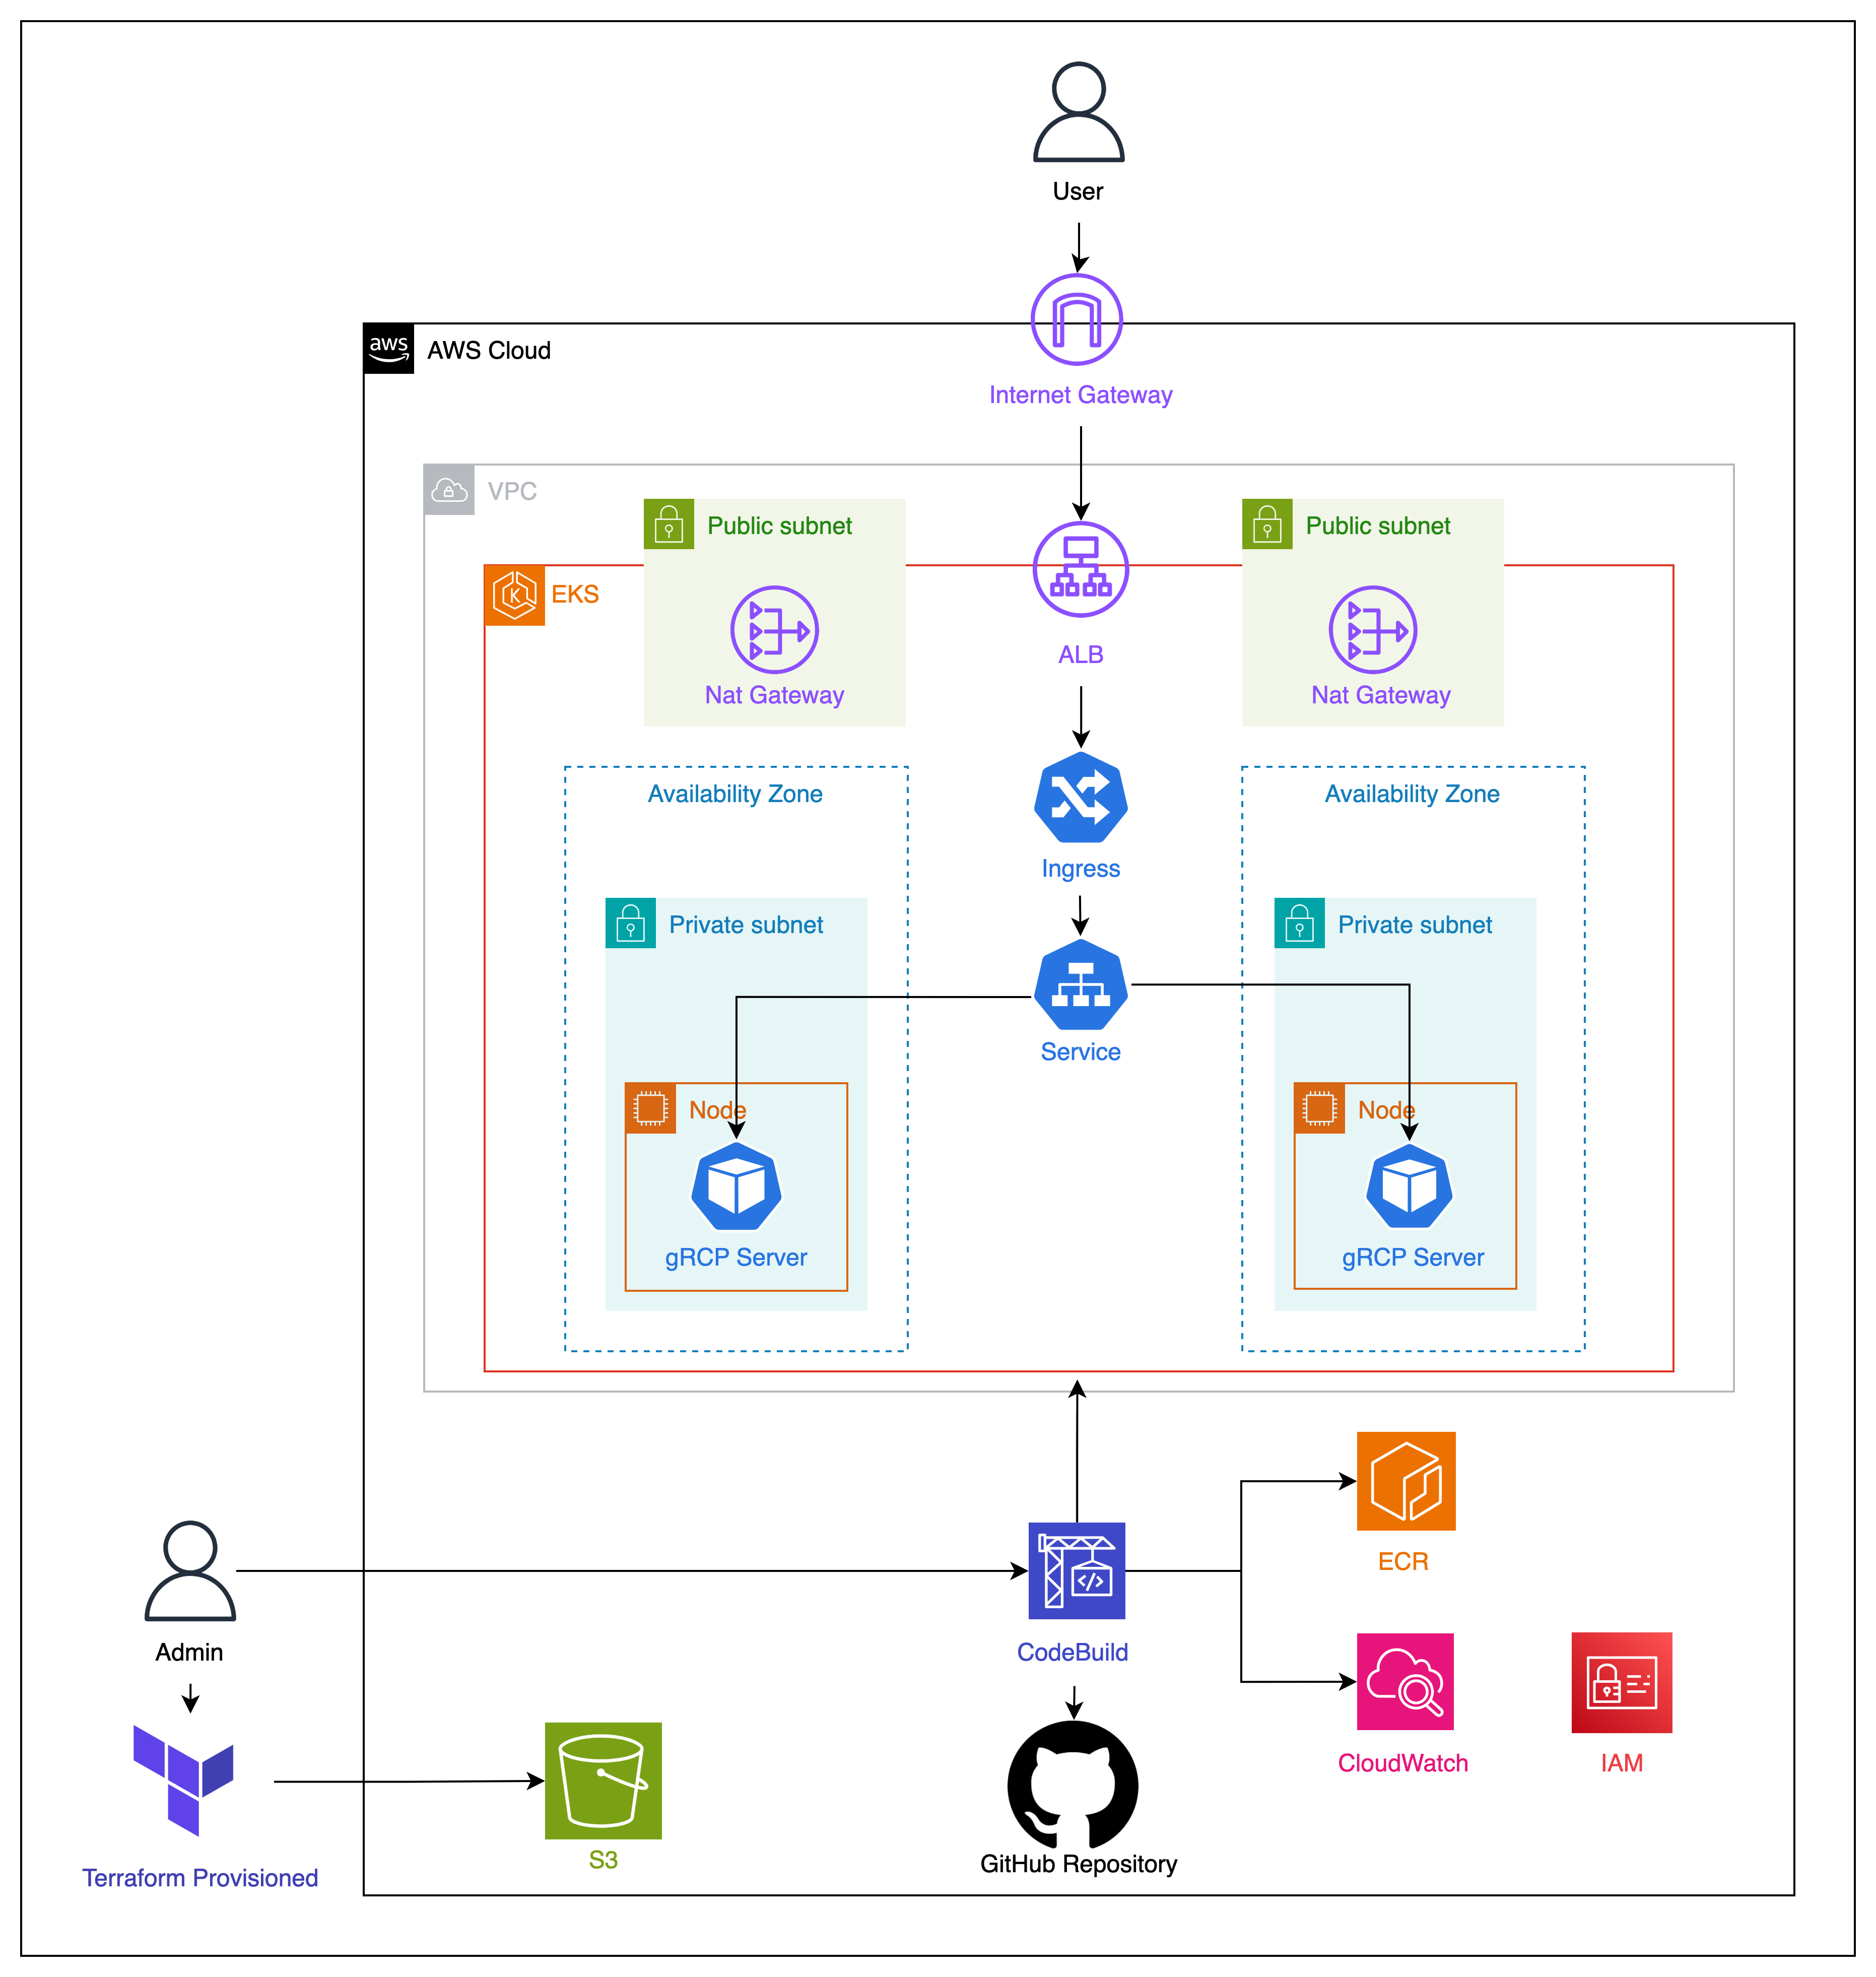 User
aws
AWS Cloud
Internet Gateway
VPC
Public subnet
Public subnet
K
EKS
ALB
Nat Gateway
Nat Gateway
Availability Zone
Availability Zone
Ingress
Private subnet
Private subnet
Service
Node
Node
gRCP Server
gRCP Server
ECR
</>
Admin
CodeBuild
CloudWatch
IAM
S3
GitHub Repository
Terraform Provisioned